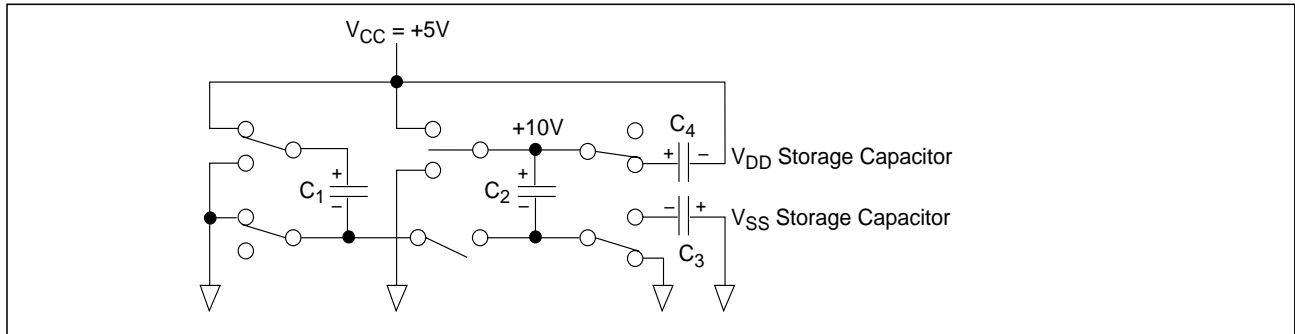 V_CC = +5V
+10V
C_4
+ −
V_DD Storage Capacitor
+
C_1
−
+
C_2
−
− +
V_SS Storage Capacitor
C_3